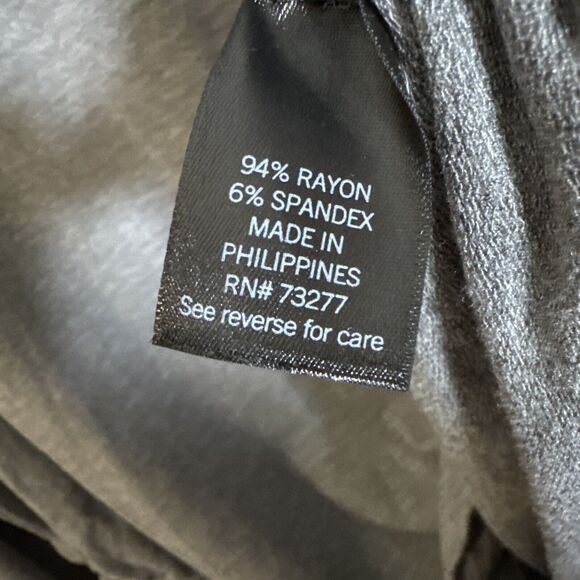 94% RAYON
6% SPANDEX
MADE IN
PHILIPPINES
RN# 73277
See reverse for care